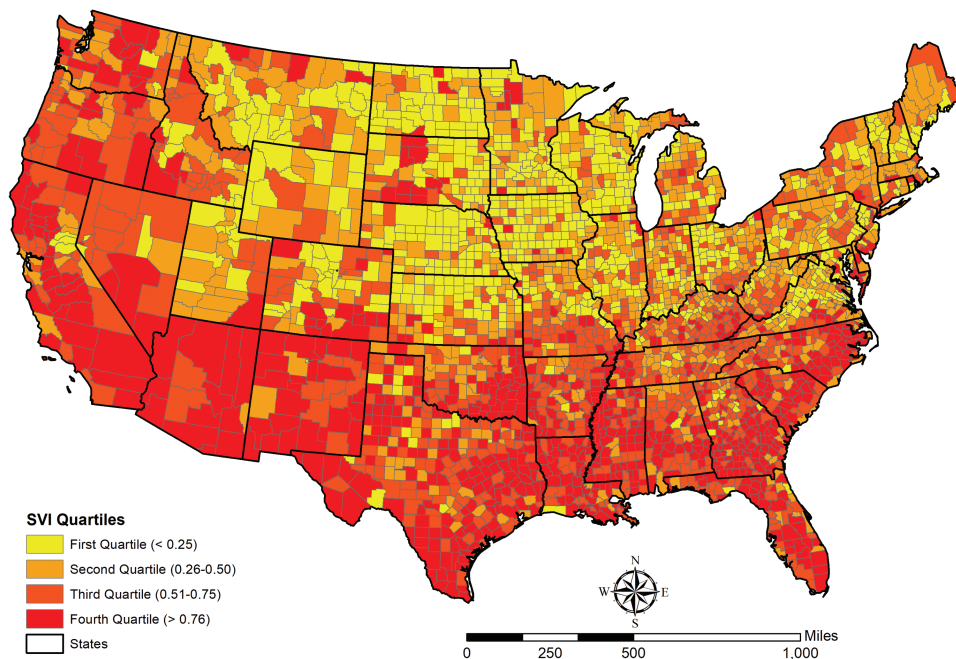 SVI Quartiles
First Quartile (< 0.25)
Second Quartile (0.26-0.50)
Third Quartile (0.51-0.75)
Fourth Quartile (> 0.76)
States
N
W E
S
Miles
0 250 500 1,000